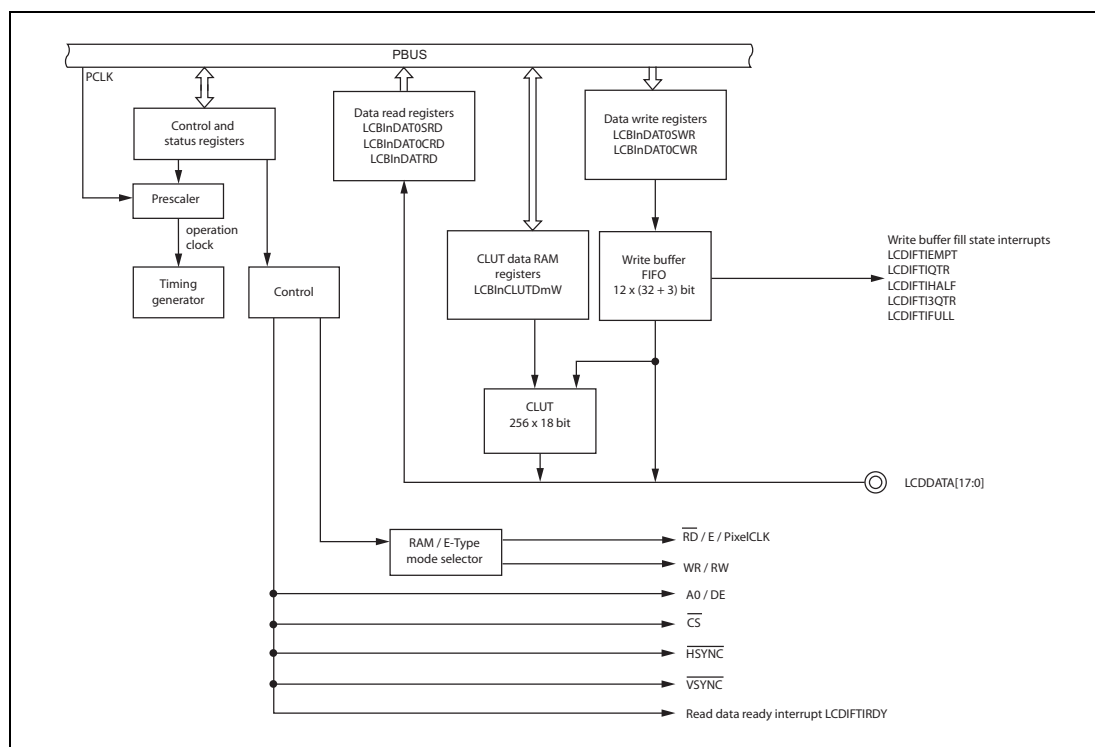 PBUS
PCLK
Control and
status registers
Data read registers
LCBInDAT0SRD
LCBInDAT0CRD
LCBInDATRD
Data write registers
LCBInDAT0SWR
LCBInDAT0CWR
Prescaler
operation
clock
Timing
generator
Control
CLUT data RAM
registers
LCBInCLUTDmW
Write buffer
FIFO
12 x (32 + 3) bit
Write buffer fill state interrupts
LCDIFTIEMPT
LCDIFTIQTR
LCDIFTIHALF
LCDIFTI3QTR
LCDIFTIFULL
CLUT
256 x 18 bit
LCDDATA[17:0]
RAM / E-Type
mode selector
RD / E / PixelCLK
WR / RW
A0 / DE
CS
HSYNC
VSYNC
Read data ready interrupt LCDIFTIRDY